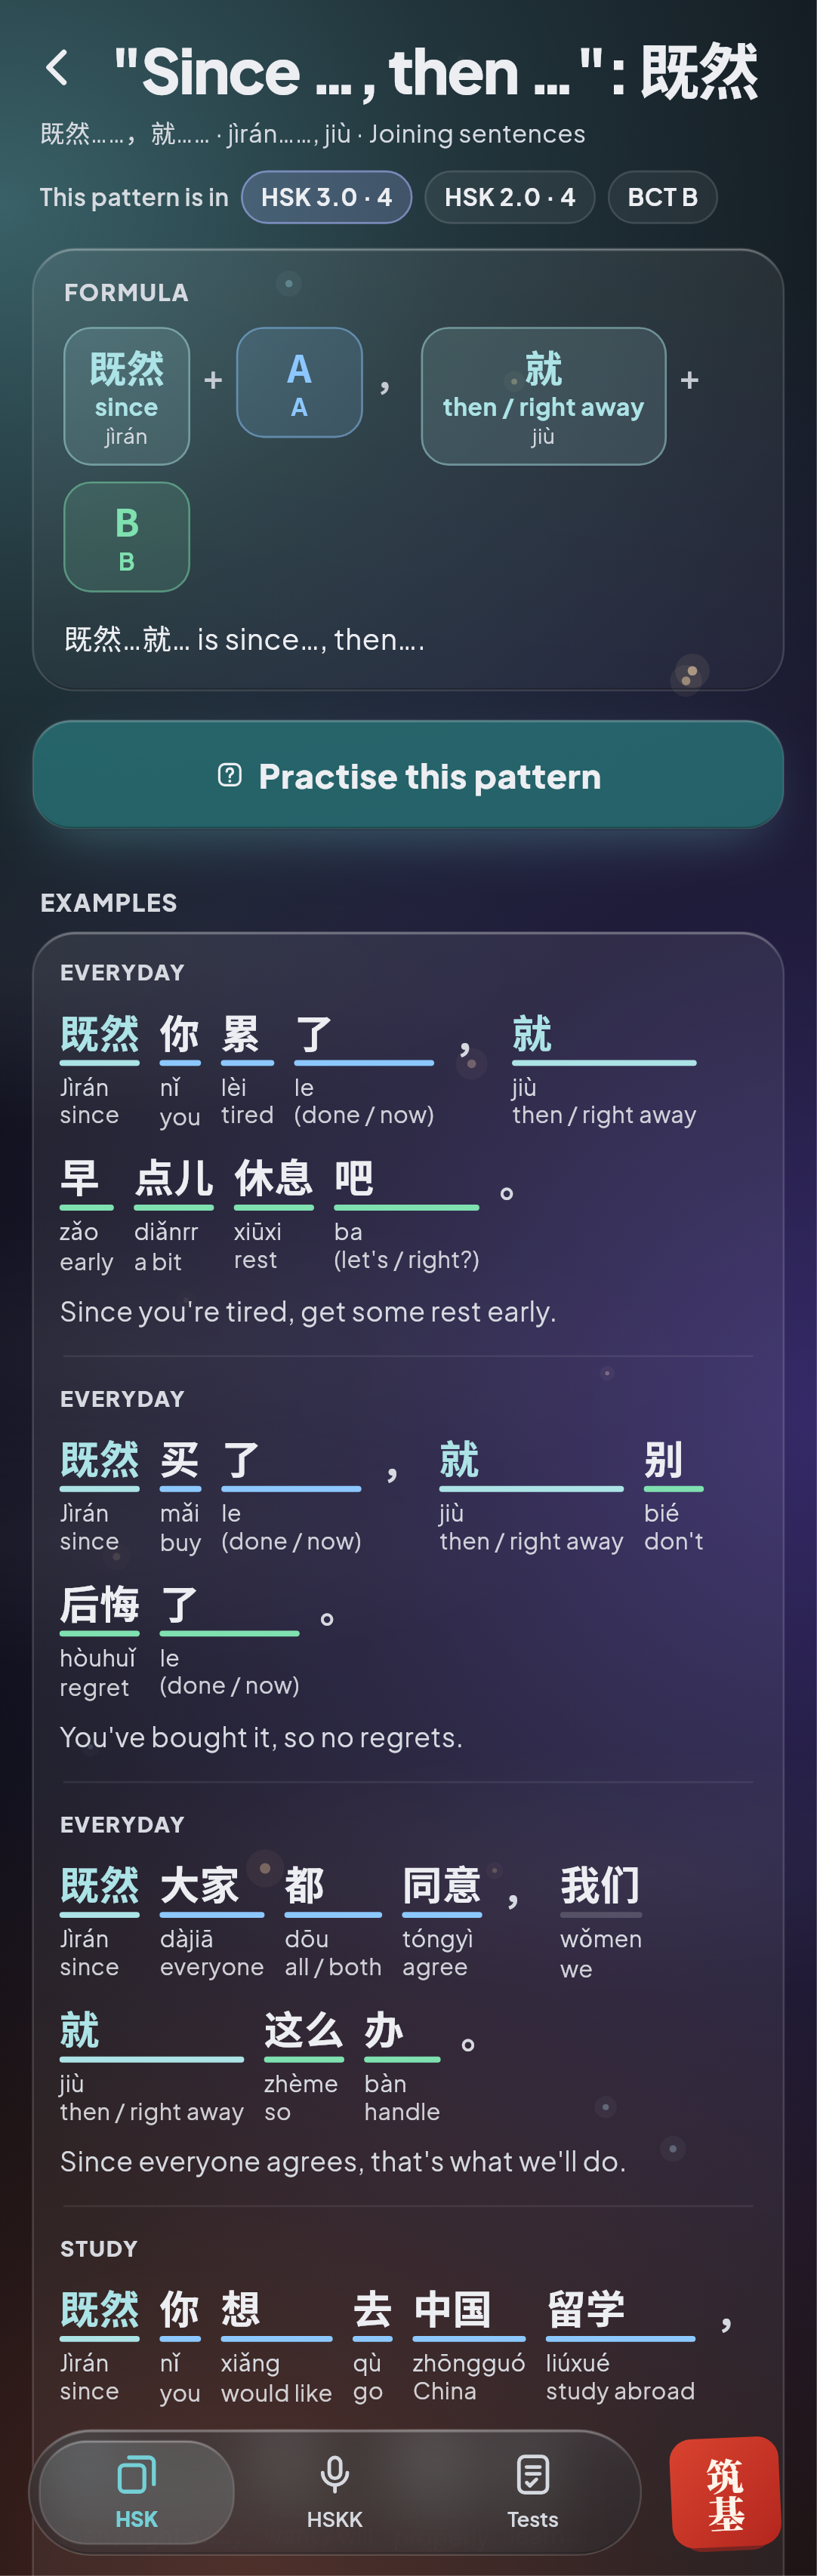 "Since …, then …": 既然
既然……，就…… · jìrán……, jiù · Joining sentences
This pattern is in HSK 3.0 · 4 HSK 2.0 · 4 BCT B
FORMULA
既然 + A ， 就 +
since A then / right away
jìrán jiù
B
B
既然…就… is since…, then….
Practise this pattern
EXAMPLES
EVERYDAY
既然 你 累 了 ， 就
Jìrán nǐ lèi le jiù
since you tired (done / now) then / right away
早 点儿 休息 吧 。
zǎo diǎnrr xiūxi ba
early a bit rest (let's / right?)
Since you're tired, get some rest early.
EVERYDAY
既然 买 了 ， 就 别
Jìrán mǎi le jiù bié
since buy (done / now) then / right away don't
后悔 了 。
hòuhuǐ le
regret (done / now)
You've bought it, so no regrets.
EVERYDAY
既然 大家 都 同意 ， 我们
Jìrán dàjiā dōu tóngyì wǒmen
since everyone all / both agree we
就 这么 办 。
jiù zhème bàn
then / right away so handle
Since everyone agrees, that's what we'll do.
STUDY
既然 你 想 去 中国 留学 ，
Jìrán nǐ xiǎng qù zhōngguó liúxué
since you would like go China study abroad
HSK HSKK Tests
筑基